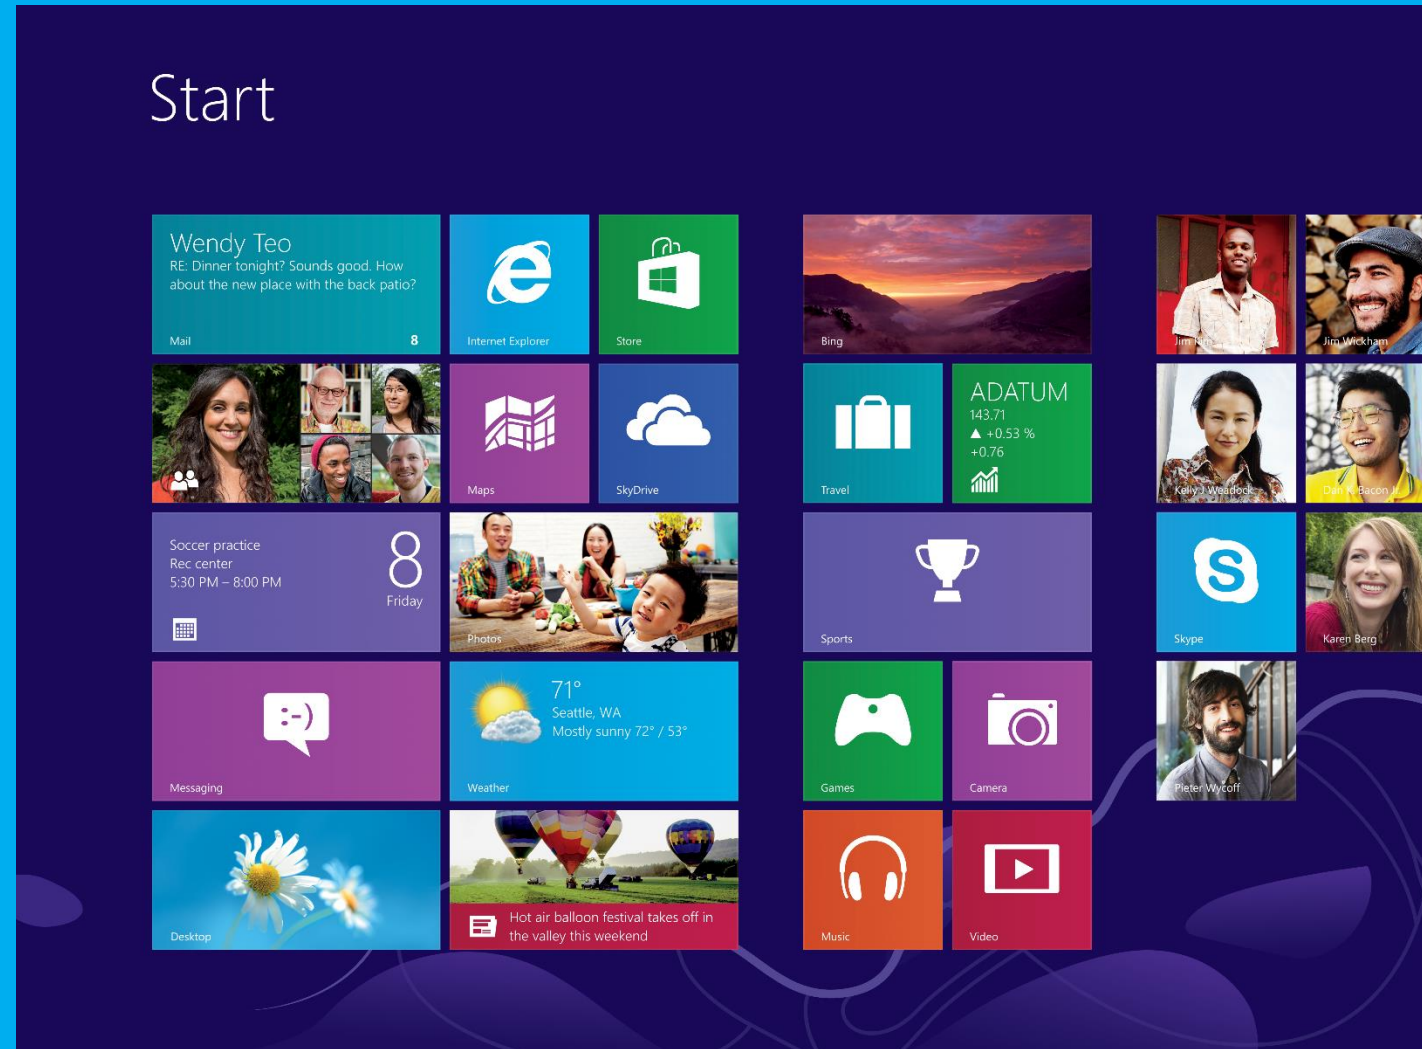 Start
Wendy Teo
RE: Dinner tonight? Sounds good. How
about the new place with the back patio?
Mail
8
Internet Explorer
Store
Maps
SkyDrive
Soccer practice
Rec center
5:30 PM – 8:00 PM
8
Friday
Photos
:-)
Messaging
71°
Seattle, WA
Mostly sunny 72° / 53°
Weather
Desktop
Hot air balloon festival takes off in
the valley this weekend
Bing
Travel
ADATUM
143.71
▲ +0.53 %
+0.76
Sports
Games
Camera
Music
Video
Jim
Jim Wickham
Kelly J Weadock
Dan K Bacon Jr.
S
Skype
Karen Berg
Pieter Wycoff